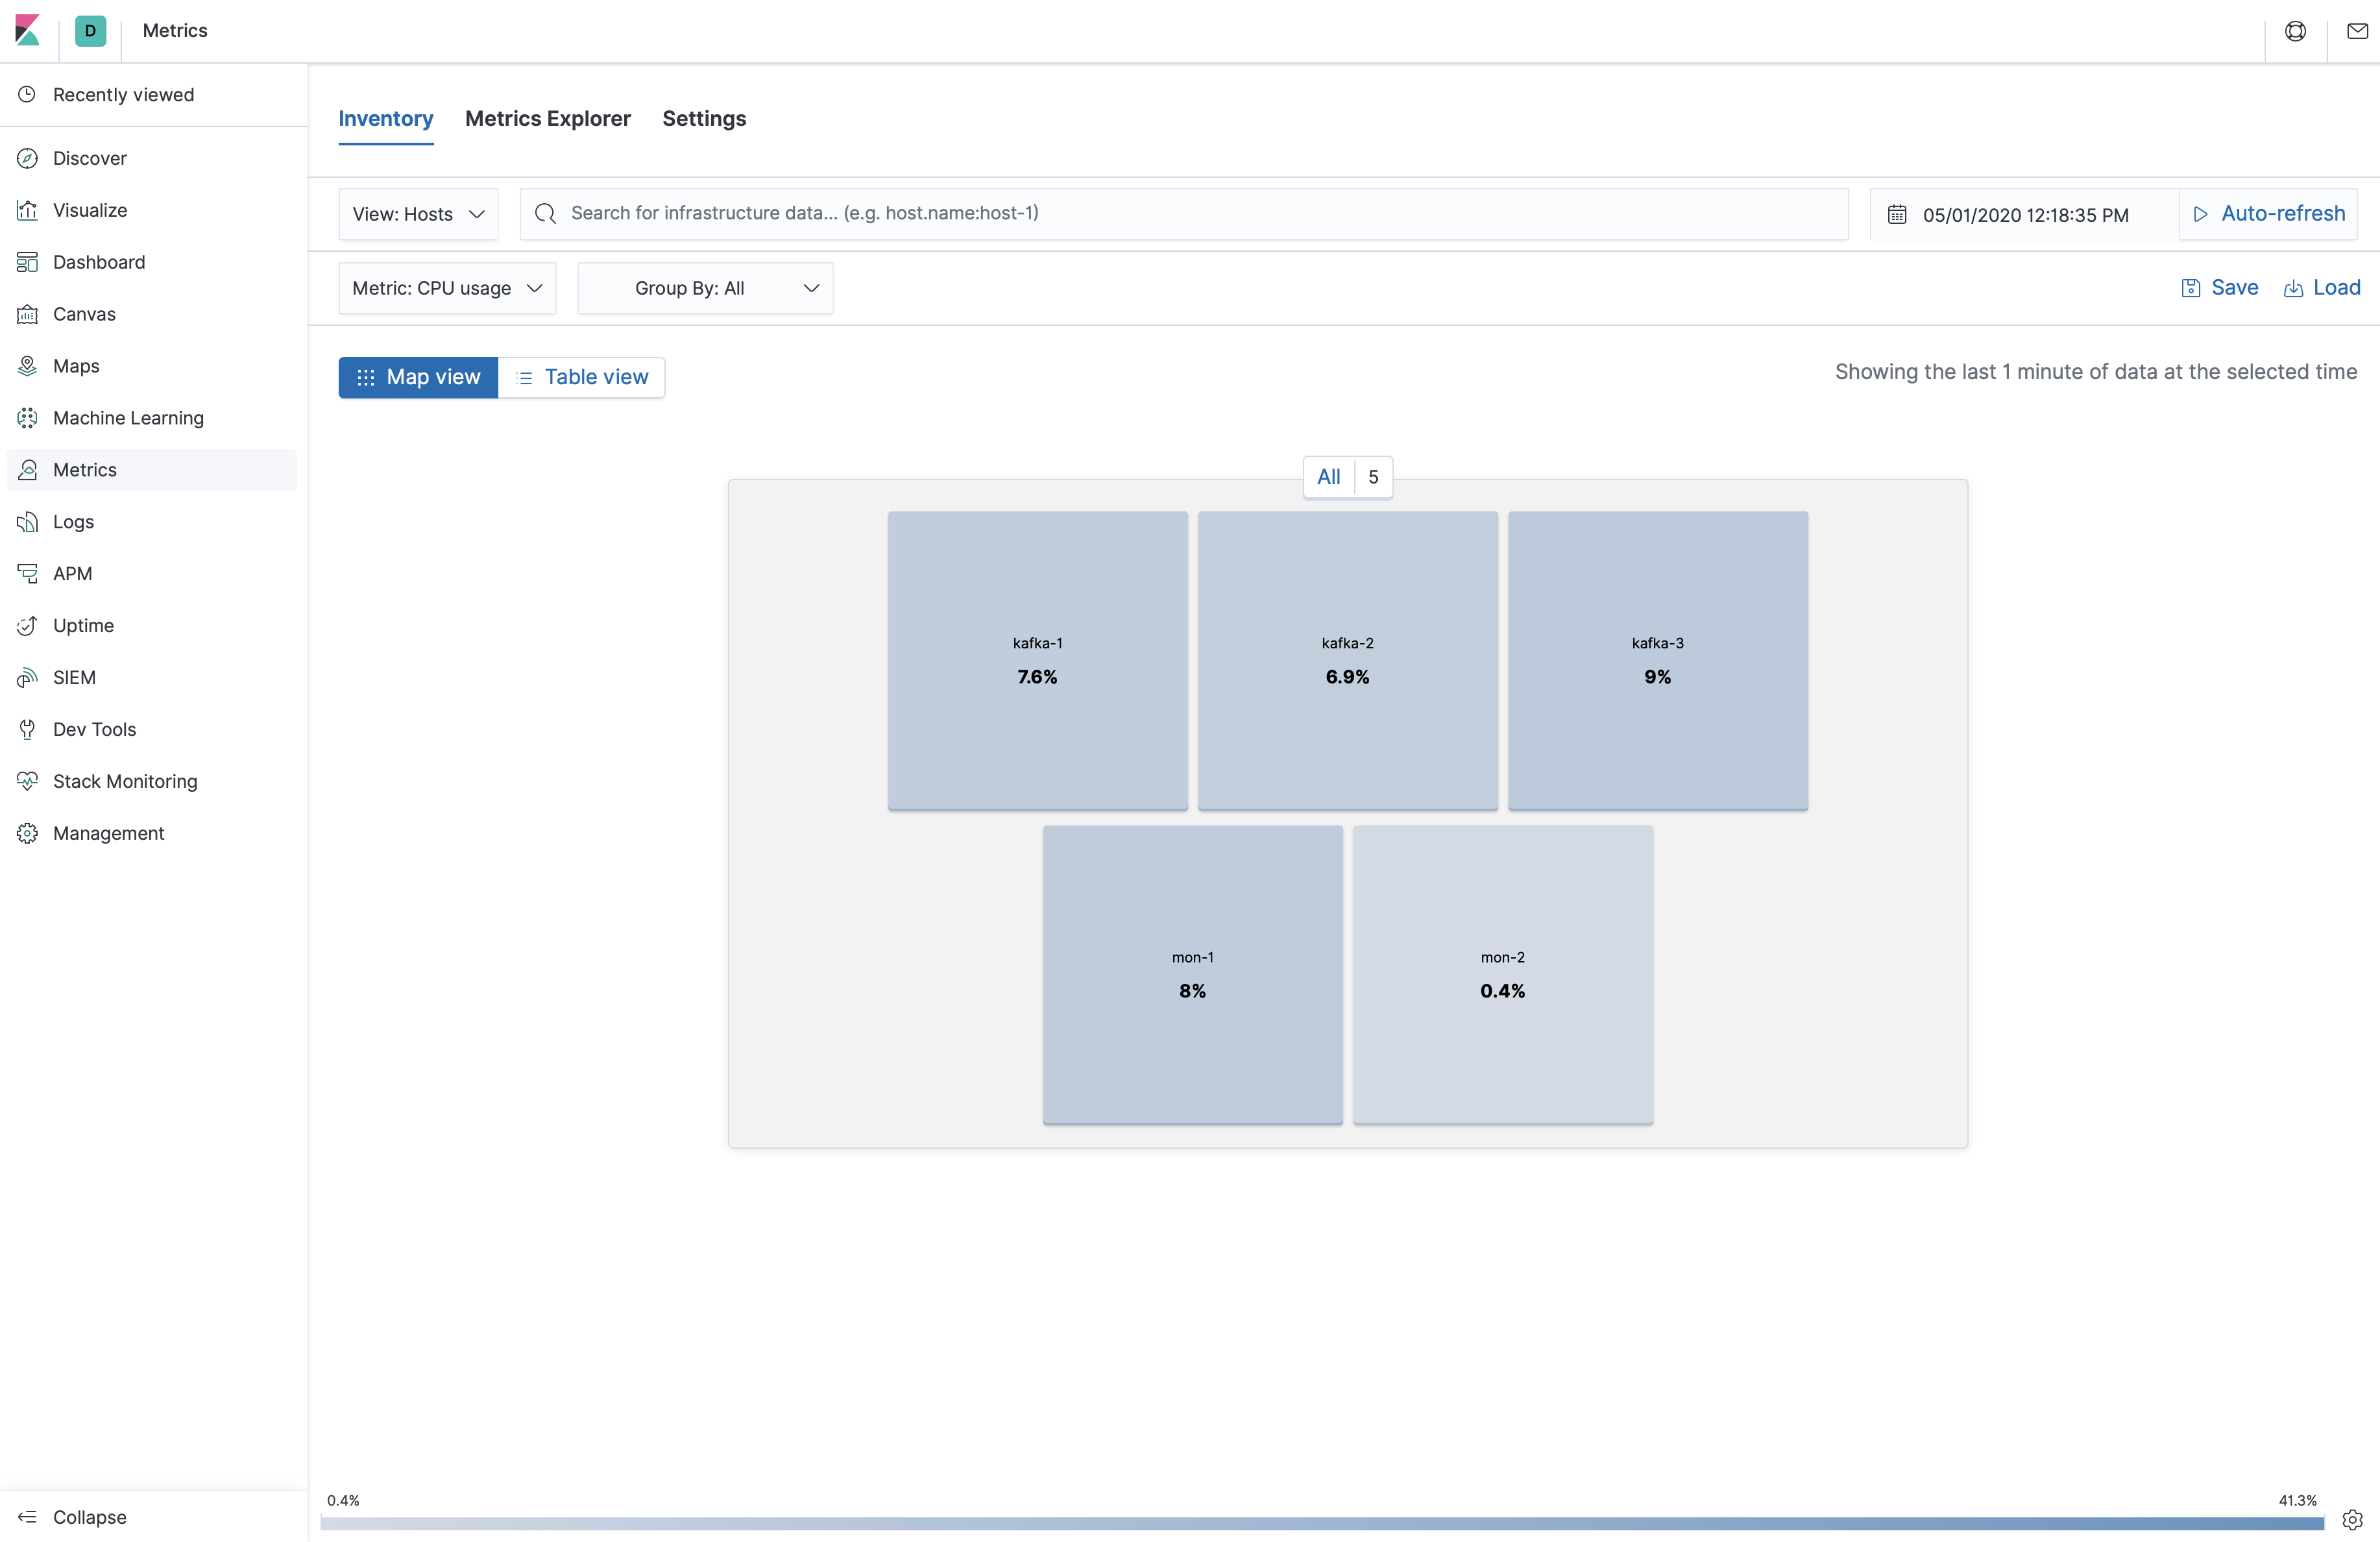 D
Metrics
Recently viewed
Discover
Visualize
Dashboard
Canvas
Maps
Machine Learning
Metrics
Logs
APM
Uptime
SIEM
Dev Tools
Stack Monitoring
Management
Collapse
Inventory Metrics Explorer Settings
View: Hosts Search for infrastructure data... (e.g. host.name:host-1) 05/01/2020 12:18:35 PM Auto-refresh
Metric: CPU usage Group By: All Save Load
Map view Table view Showing the last 1 minute of data at the selected time
All 5
kafka-1 kafka-2 kafka-3
7.6% 6.9% 9%
mon-1 mon-2
8% 0.4%
0.4% 41.3%